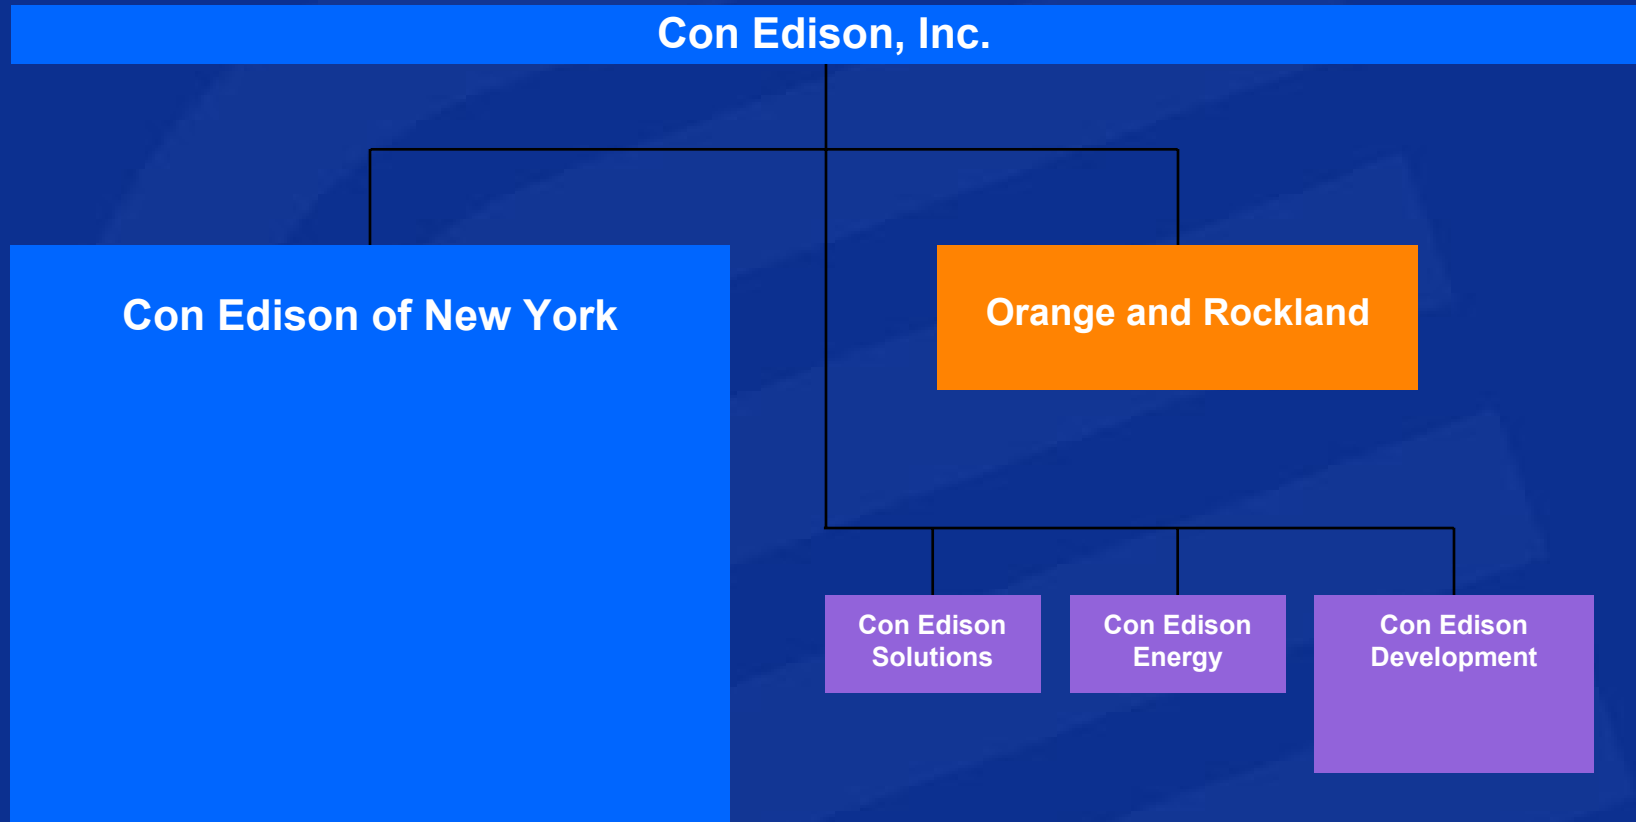 Con Edison, Inc.
Con Edison of New York
Orange and Rockland
Con Edison
Solutions
Con Edison
Energy
Con Edison
Development